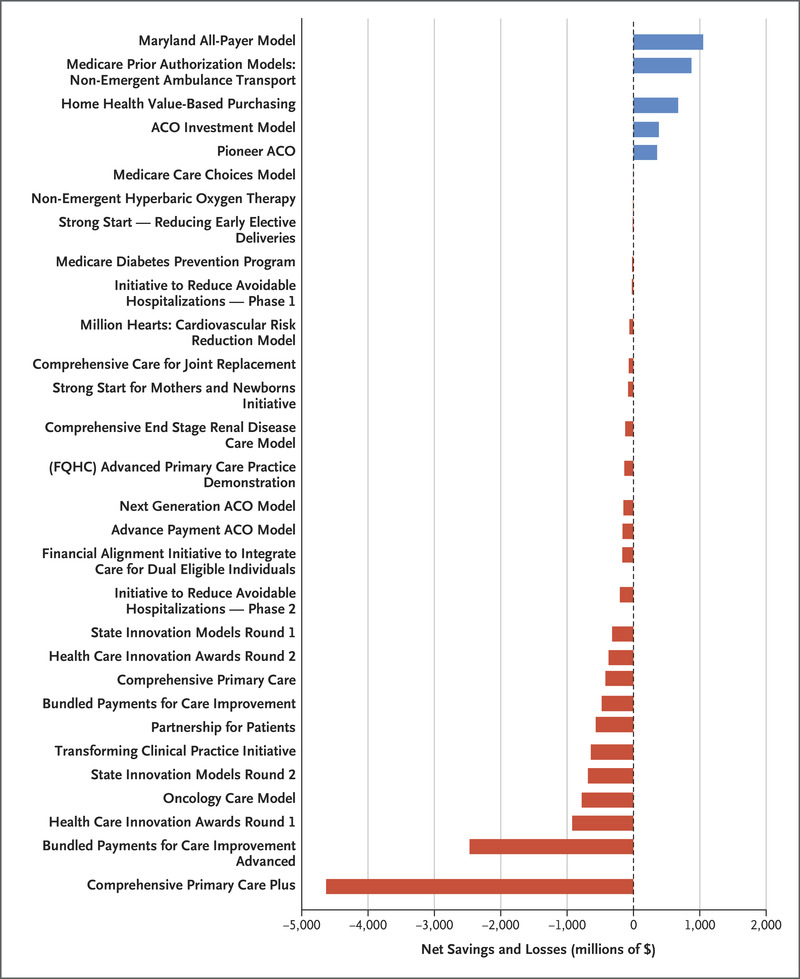 Maryland All-Payer Model
Medicare Prior Authorization Models:
Non-Emergent Ambulance Transport
Home Health Value-Based Purchasing
ACO Investment Model
Pioneer ACO
Medicare Care Choices Model
Non-Emergent Hyperbaric Oxygen Therapy
Strong Start — Reducing Early Elective
Deliveries
Medicare Diabetes Prevention Program
Initiative to Reduce Avoidable
Hospitalizations — Phase 1
Million Hearts: Cardiovascular Risk
Reduction Model
Comprehensive Care for Joint Replacement
Strong Start for Mothers and Newborns
Initiative
Comprehensive End Stage Renal Disease
Care Model
(FQHC) Advanced Primary Care Practice
Demonstration
Next Generation ACO Model
Advance Payment ACO Model
Financial Alignment Initiative to Integrate
Care for Dual Eligible Individuals
Initiative to Reduce Avoidable
Hospitalizations — Phase 2
State Innovation Models Round 1
Health Care Innovation Awards Round 2
Comprehensive Primary Care
Bundled Payments for Care Improvement
Partnership for Patients
Transforming Clinical Practice Initiative
State Innovation Models Round 2
Oncology Care Model
Health Care Innovation Awards Round 1
Bundled Payments for Care Improvement
Advanced
Comprehensive Primary Care Plus
−5,000 −4,000 −3,000 −2,000 −1,000 0 1,000 2,000
Net Savings and Losses (millions of $)